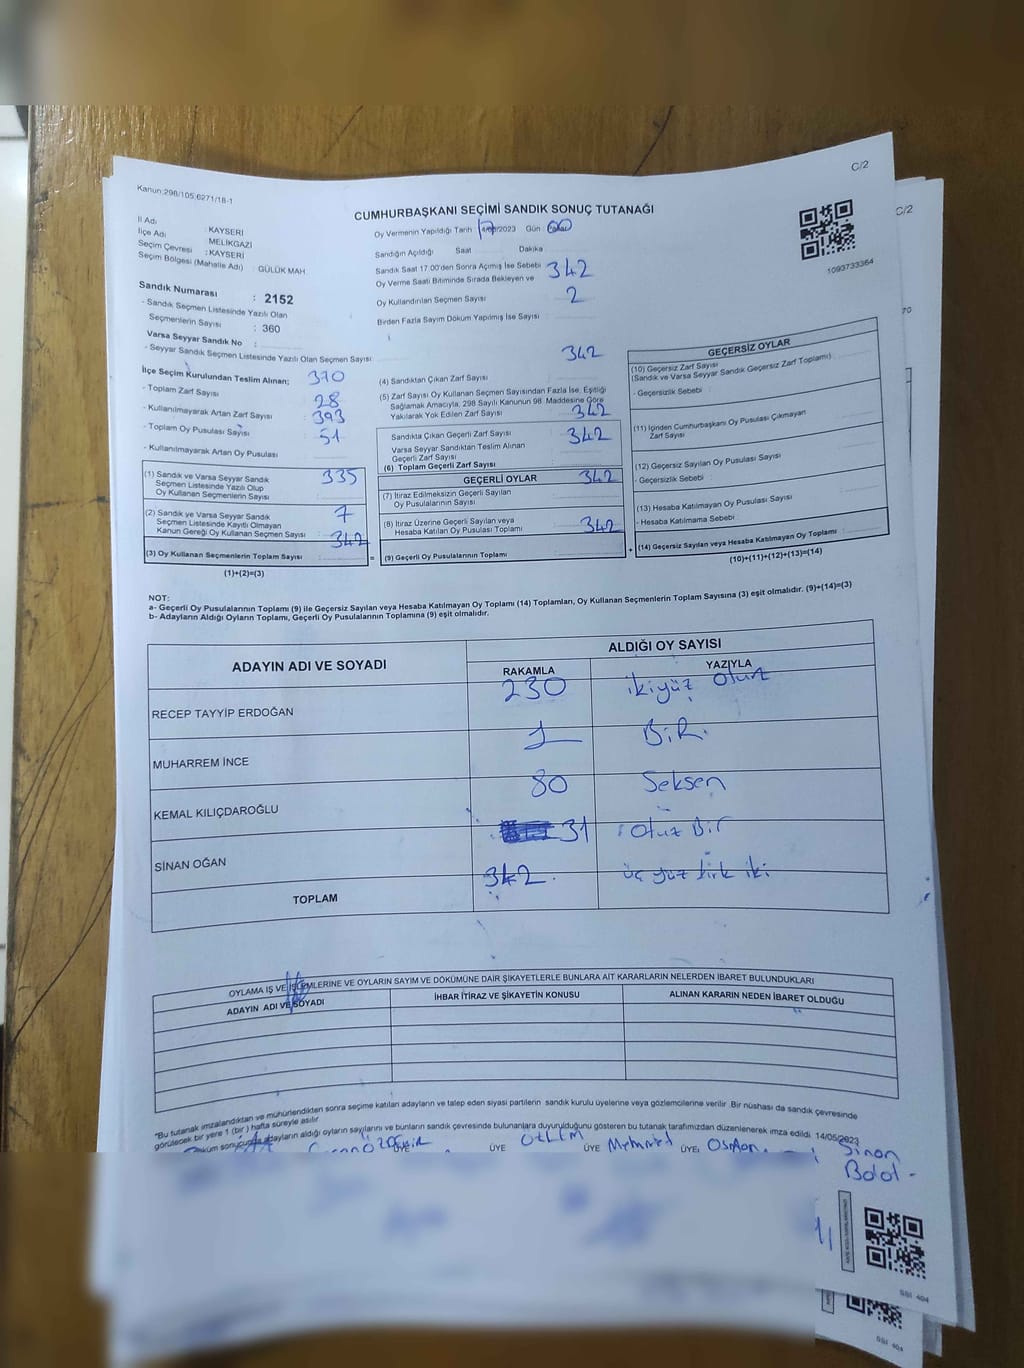 C/2
Kanun:298/105,6271/18-1
CUMHURBAŞKANI SEÇİMİ SANDIK SONUÇ TUTANAĞI
İl Adı : KAYSERİ
İlçe Adı : MELİKGAZİ
Seçim Çevresi : KAYSERİ
Seçim Bölgesi (Mahalle Adı) : GÜLÜK MAH.
Oy Vermenin Yapıldığı Tarih /2023 Gün :
Sandığın Açıldığı Saat Dakika
Sandık Saat 17:00'den Sonra Açımış İse Sebebi
Oy Verme Saati Bitiminde Sırada Bekleyen ve 342
Oy Kullandırılan Seçmen Sayısı 2
Birden Fazla Sayım Döküm Yapılmış İse Sayısı :
1093733364
C/2
70
Sandık Numarası : 2152
- Sandık Seçmen Listesinde Yazılı Olan
Seçmenlerin Sayısı : 360
Varsa Seyyar Sandık No :
- Seyyar Sandık Seçmen Listesinde Yazılı Olan Seçmen Sayısı:
İlçe Seçim Kurulundan Teslim Alınan; 370
- Toplam Zarf Sayısı 28
- Kullanılmayarak Artan Zarf Sayısı : 393
- Toplam Oy Pusulası Sayısı : 51
- Kullanılmayarak Artan Oy Pusulası
(1) Sandık ve Varsa Seyyar Sandık 335
Seçmen Listesinde Yazılı Olup
Oy Kullanan Seçmenlerin Sayısı
(2) Sandık ve Varsa Seyyar Sandık 7
Seçmen Listesinde Kayıtlı Olmayan
Kanun Gereği Oy Kullanan Seçmen Sayısı 342
(3) Oy Kullanan Seçmenlerin Toplam Sayısı =
(1)+(2)=(3)
342
(4) Sandıktan Çıkan Zarf Sayısı
(5) Zarf Sayısı Oy Kullanan Seçmen Sayısından Fazla İse, Eşitliği
Sağlamak Amacıyla, 298 Sayılı Kanunun 98. Maddesine Göre
Yakılarak Yok Edilen Zarf Sayısı : 342
Sandıkta Çıkan Geçerli Zarf Sayısı 342
Varsa Seyyar Sandıktan Teslim Alınan
Geçerli Zarf Sayısı
(6) Toplam Geçerli Zarf Sayısı
GEÇERLİ OYLAR 342
(7) İtiraz Edilmeksizin Geçerli Sayılan
Oy Pusulalarının Sayısı
(8) İtiraz Üzerine Geçerli Sayılan veya
Hesaba Katılan Oy Pusulası Toplamı 342
(9) Geçerli Oy Pusulalarının Toplamı +
GEÇERSİZ OYLAR
(10) Geçersiz Zarf Sayısı
(Sandık ve Varsa Seyyar Sandık Geçersiz Zarf Toplamı)
- Geçersizlik Sebebi :
(11) İçinden Cumhurbaşkanı Oy Pusulası Çıkmayan
Zarf Sayısı
(12) Geçersiz Sayılan Oy Pusulası Sayısı
- Geçersizlik Sebebi
(13) Hesaba Katılmayan Oy Pusulası Sayısı
- Hesaba Katılmama Sebebi :
(14) Geçersiz Sayılan veya Hesaba Katılmayan Oy Toplamı
(10)+(11)+(12)+(13)=(14)
NOT:
a- Geçerli Oy Pusulalarının Toplamı (9) ile Geçersiz Sayılan veya Hesaba Katılmayan Oy Toplamı (14) Toplamları, Oy Kullanan Seçmenlerin Toplam Sayısına (3) eşit olmalıdır. (9)+(14)=(3)
b- Adayların Aldığı Oyların Toplamı, Geçerli Oy Pusulalarının Toplamına (9) eşit olmalıdır.
ADAYIN ADI VE SOYADI
ALDIĞI OY SAYISI
RAKAMLA YAZIYLA
RECEP TAYYİP ERDOĞAN 230 ikiyüz otuz
MUHARREM İNCE 1 BİR.
KEMAL KILIÇDAROĞLU 80 Seksen
SİNAN OĞAN 31 Otuz Bir
TOPLAM 342. üç yüz kırk iki
OYLAMA İŞ VE İŞLEMLERİNE VE OYLARIN SAYIM VE DÖKÜMÜNE DAİR ŞİKAYETLERLE BUNLARA AİT KARARLARIN NELERDEN İBARET BULUNDUKLARI
ADAYIN ADI VE SOYADI İHBAR İTİRAZ VE ŞİKAYETİN KONUSU ALINAN KARARIN NEDEN İBARET OLDUĞU
*Bu tutanak imzalandıktan ve mühürlendikten sonra seçime katılan adayların ve talep eden siyasi partilerin sandık kurulu üyelerine veya gözlemcilerine verilir .Bir nüshası da sandık çevresinde
görülecek bir yere 1 (bir ) hafta süreyle asılır
adayların aldığı oyların sayılarını ve bunların sandık çevresinde bulunanlara duyurulduğunu gösteren bu tutanak tarafımızdan düzenlenerek imza edildi. 14/05/2023
ÜYE ÜYE ÜYE Mehmed ÜYE: Osman Sinan
SSI 404
SSI 404